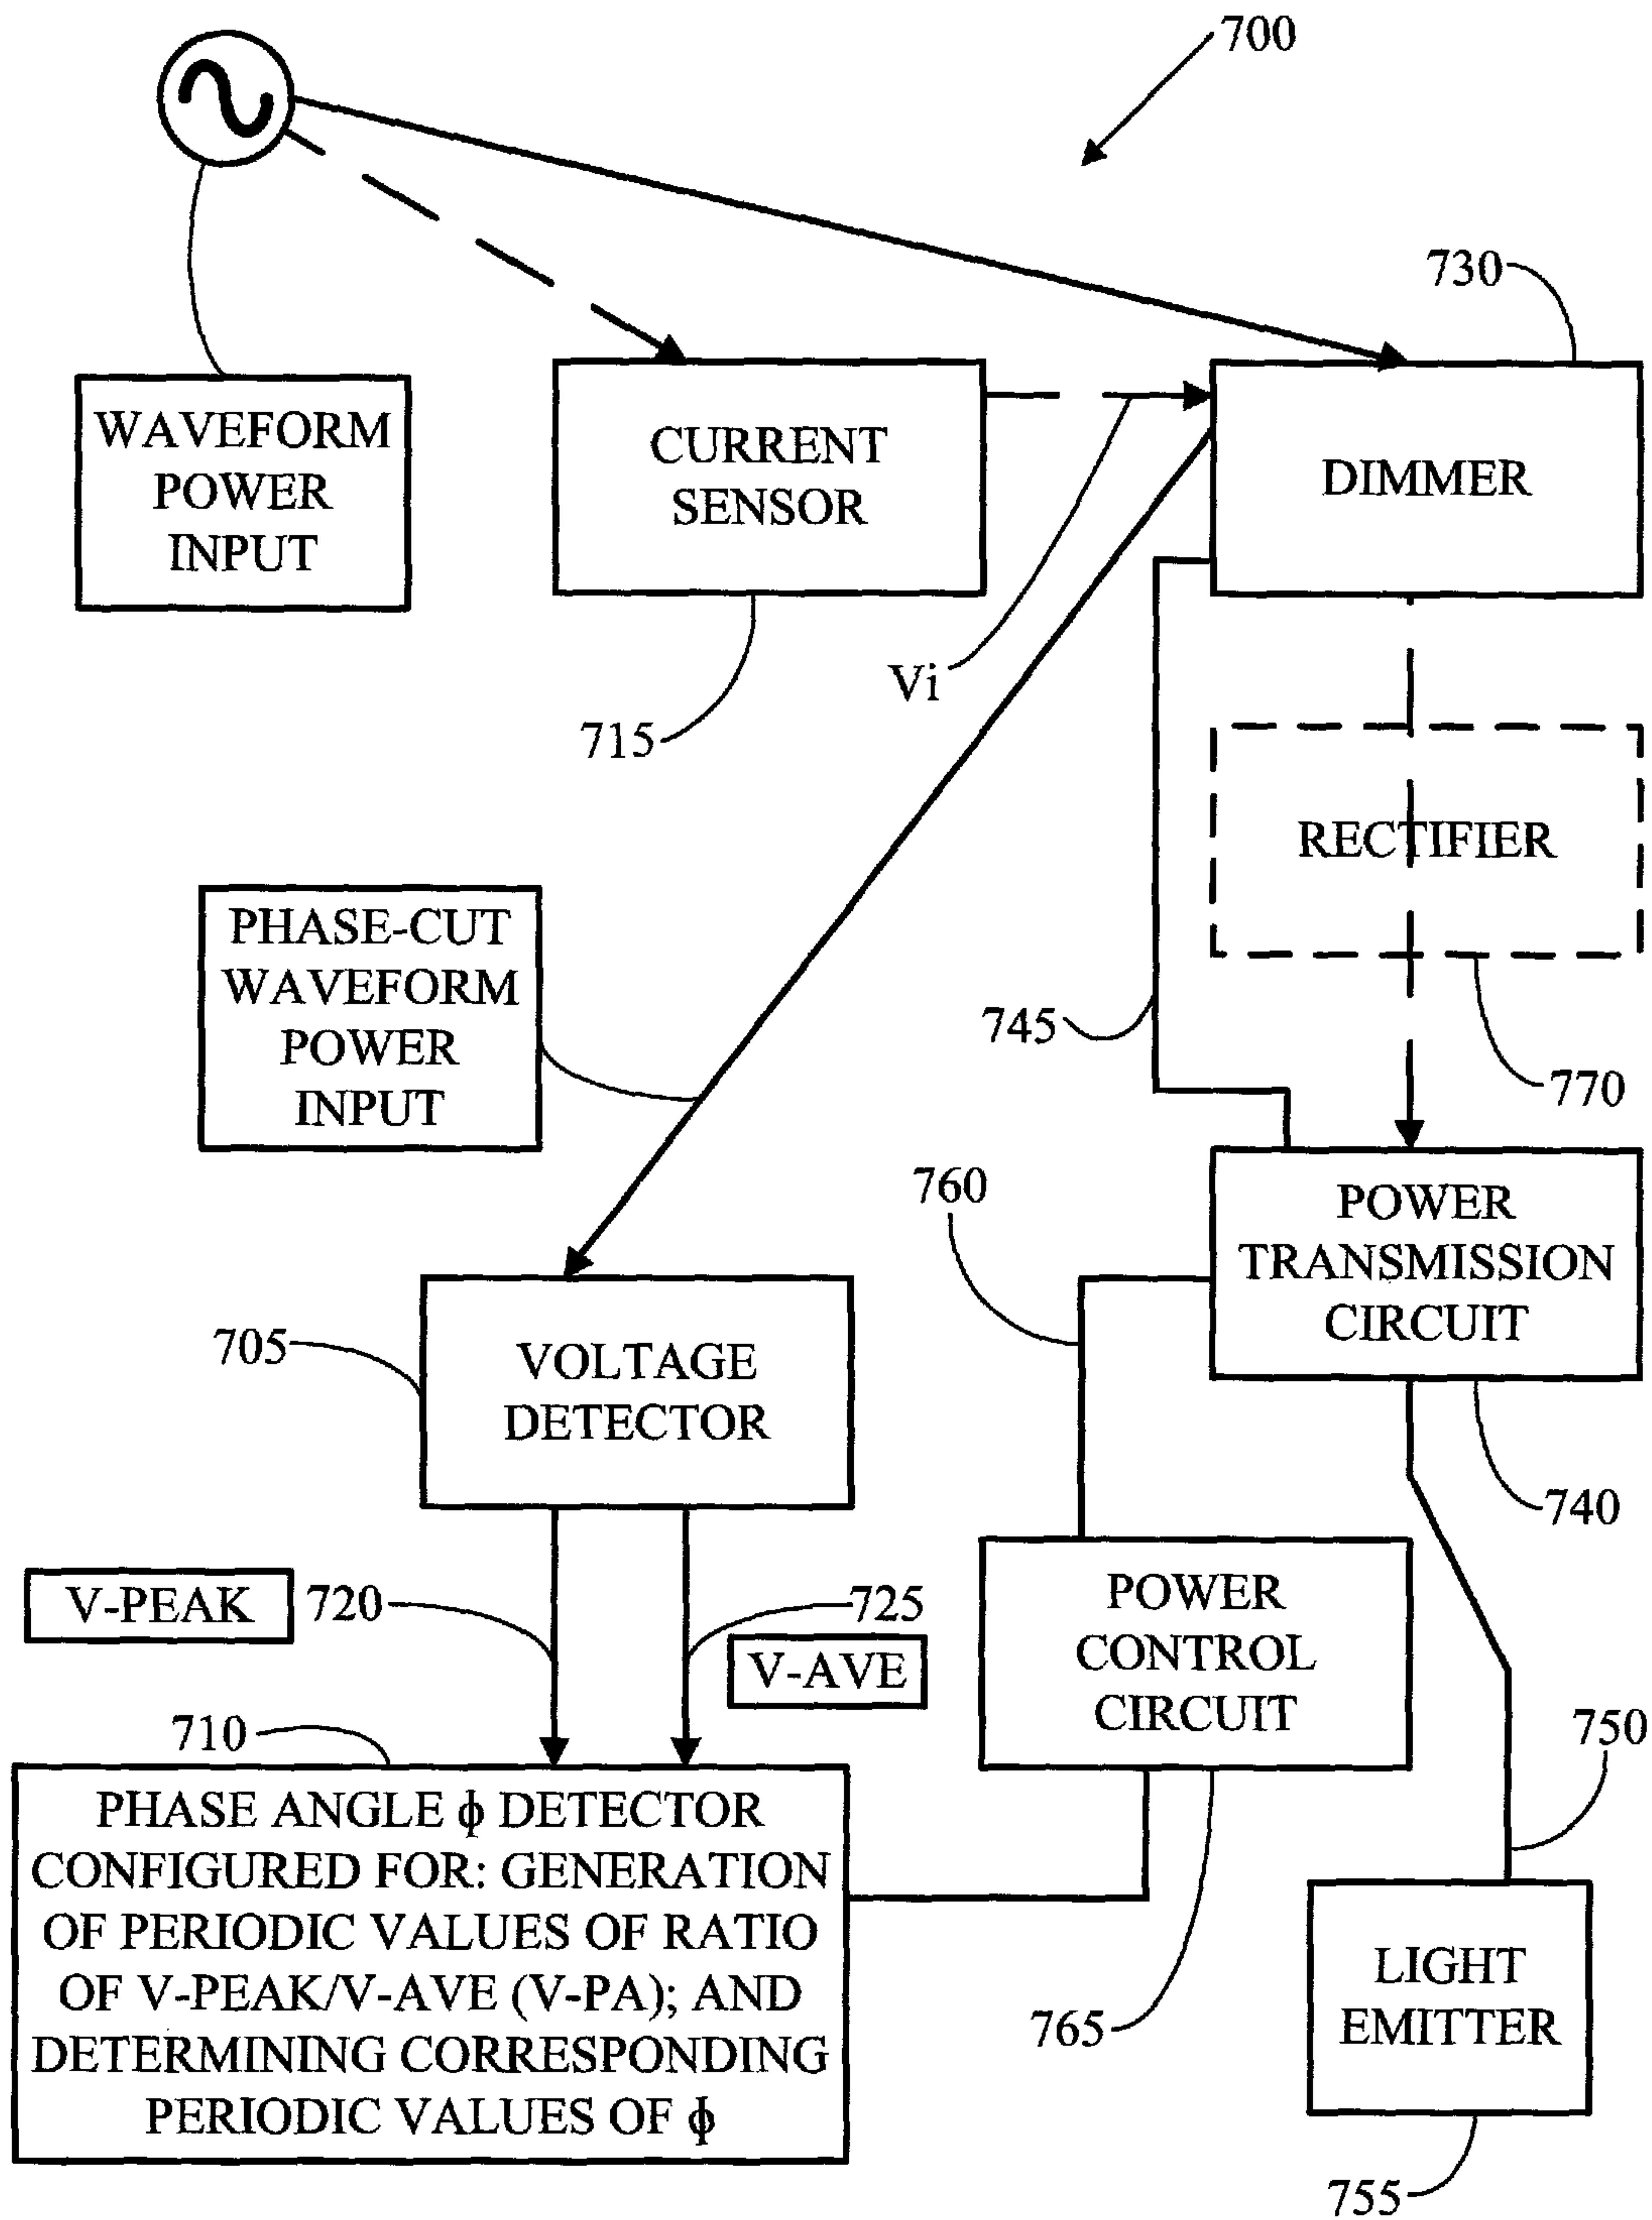 700
730
WAVEFORM
POWER
INPUT
CURRENT
SENSOR
DIMMER
Vi
715
RECTIFIER
PHASE-CUT
WAVEFORM
POWER
INPUT
745
770
760
POWER
TRANSMISSION
CIRCUIT
705
VOLTAGE
DETECTOR
740
V-PEAK
720
725
V-AVE
POWER
CONTROL
CIRCUIT
710
750
PHASE ANGLE ϕ DETECTOR
CONFIGURED FOR: GENERATION
OF PERIODIC VALUES OF RATIO
OF V-PEAK/V-AVE (V-PA); AND
DETERMINING CORRESPONDING
PERIODIC VALUES OF ϕ
765
LIGHT
EMITTER
755